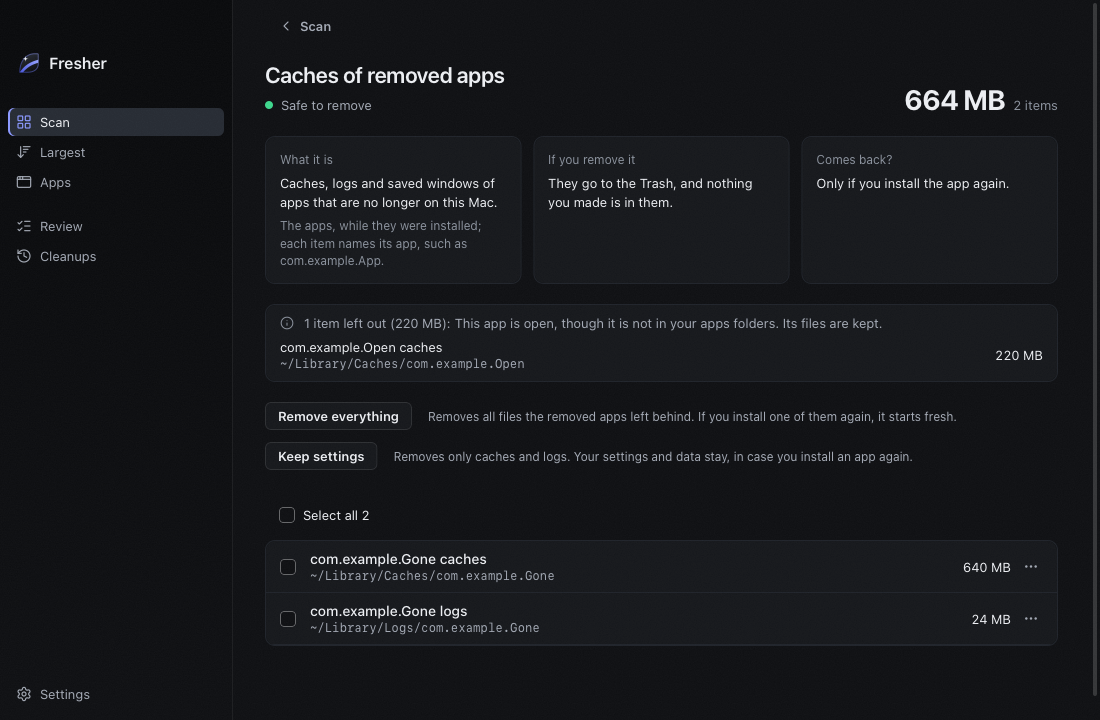 Scan
Fresher
Caches of removed apps
Safe to remove
664 MB 2 items
Scan
Largest
Apps
Review
Cleanups
Settings
What it is
Caches, logs and saved windows of
apps that are no longer on this Mac.
The apps, while they were installed;
each item names its app, such as
com.example.App.
If you remove it
They go to the Trash, and nothing
you made is in them.
Comes back?
Only if you install the app again.
1 item left out (220 MB): This app is open, though it is not in your apps folders. Its files are kept.
com.example.Open caches
~/Library/Caches/com.example.Open
220 MB
Remove everything
Removes all files the removed apps left behind. If you install one of them again, it starts fresh.
Keep settings
Removes only caches and logs. Your settings and data stay, in case you install an app again.
Select all 2
com.example.Gone caches
~/Library/Caches/com.example.Gone
640 MB
com.example.Gone logs
~/Library/Logs/com.example.Gone
24 MB